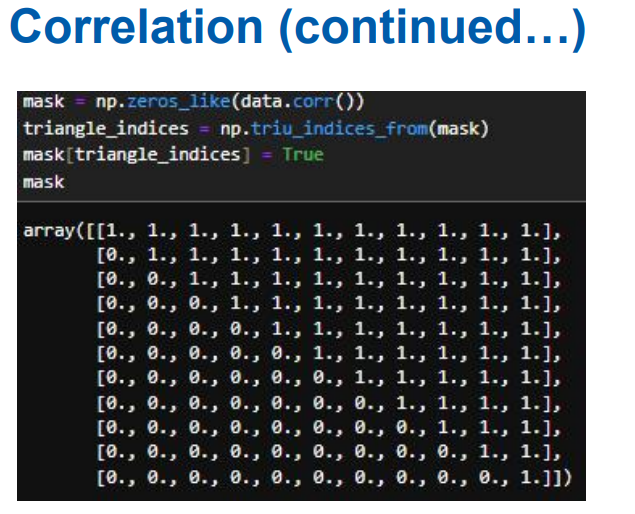 Correlation (continued…)
mask = np.zeros_like(data.corr())
triangle_indices = np.triu_indices_from(mask)
mask[triangle_indices] = True
mask
array([[1., 1., 1., 1., 1., 1., 1., 1., 1., 1., 1.],
[0., 1., 1., 1., 1., 1., 1., 1., 1., 1., 1.],
[0., 0., 1., 1., 1., 1., 1., 1., 1., 1., 1.],
[0., 0., 0., 1., 1., 1., 1., 1., 1., 1., 1.],
[0., 0., 0., 0., 1., 1., 1., 1., 1., 1., 1.],
[0., 0., 0., 0., 0., 1., 1., 1., 1., 1., 1.],
[0., 0., 0., 0., 0., 0., 1., 1., 1., 1., 1.],
[0., 0., 0., 0., 0., 0., 0., 1., 1., 1., 1.],
[0., 0., 0., 0., 0., 0., 0., 0., 1., 1., 1.],
[0., 0., 0., 0., 0., 0., 0., 0., 0., 1., 1.],
[0., 0., 0., 0., 0., 0., 0., 0., 0., 0., 1.]])